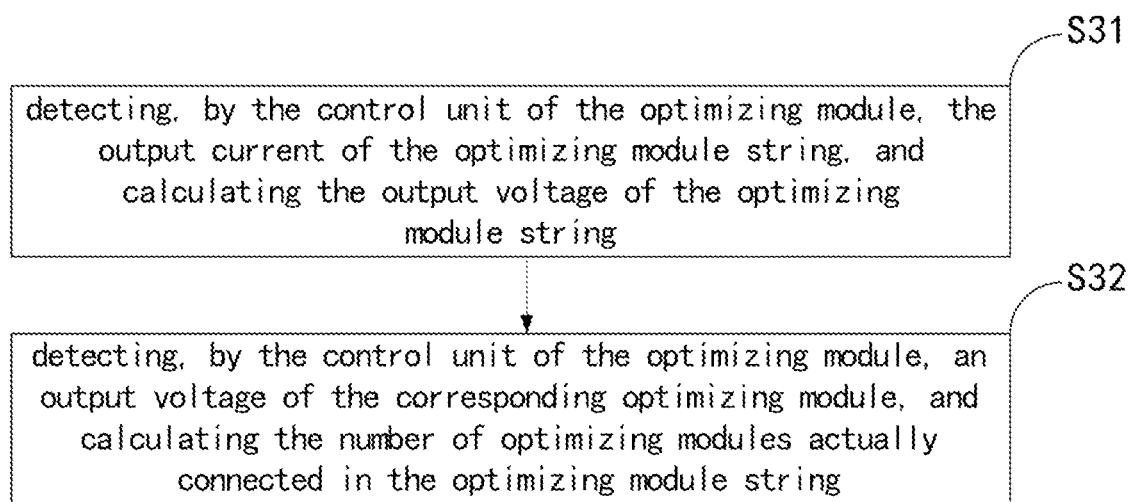 S31
detecting, by the control unit of the optimizing module, the
output current of the optimizing module string, and
calculating the output voltage of the optimizing
module string
S32
detecting, by the control unit of the optimizing module, an
output voltage of the corresponding optimizing module, and
calculating the number of optimizing modules actually
connected in the optimizing module string